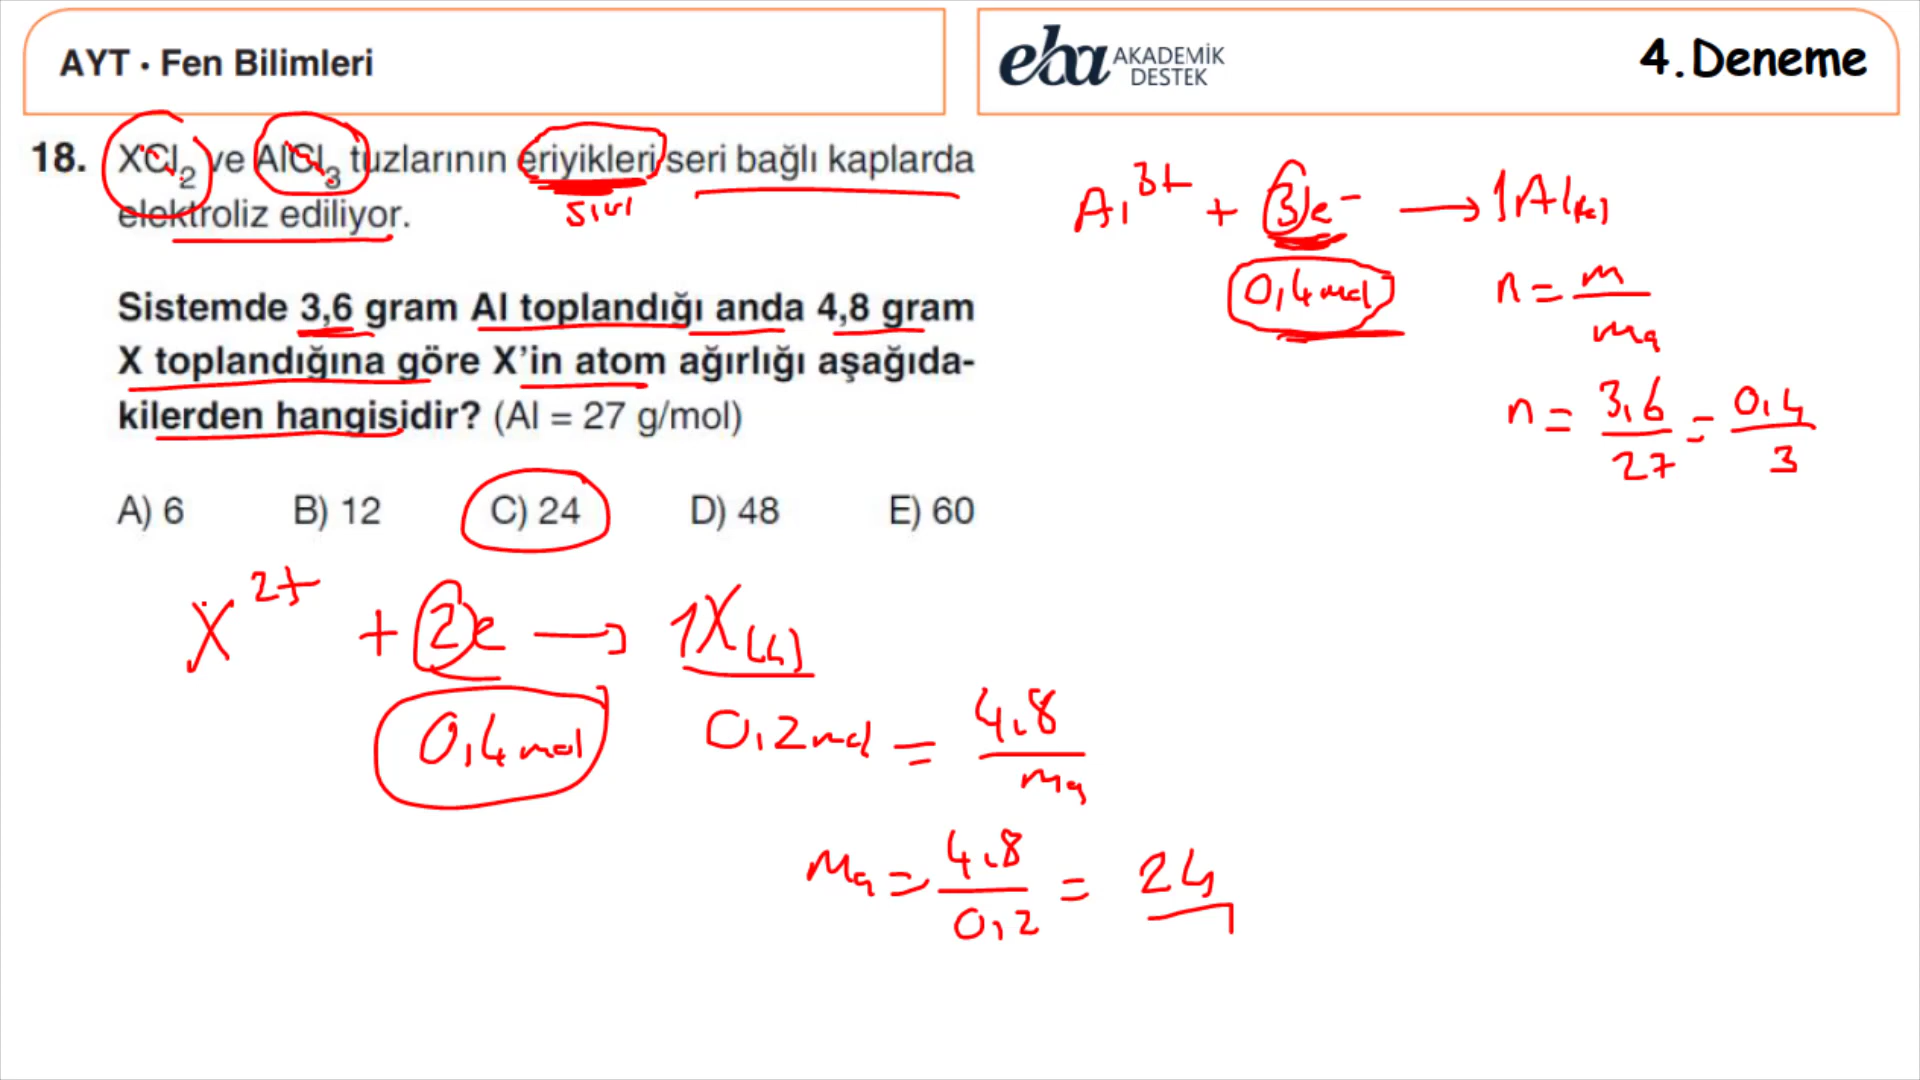 AYT • Fen Bilimleri
eba AKADEMİK DESTEK
4.Deneme
18. XCl₂ ve AlCl₃ tuzlarının eriyikleri seri bağlı kaplarda
sıvı
elektroliz ediliyor.
Sistemde 3,6 gram Al toplandığı anda 4,8 gram
X toplandığına göre X'in atom ağırlığı aşağıda-
kilerden hangisidir? (Al = 27 g/mol)
A) 6 B) 12 C) 24 D) 48 E) 60
Al³⁺ + 3e⁻ → 1Al(k)
0,4 mol
n = m / Ma
n = 3,6 / 27 = 0,4 / 3
X²⁺ + 2e → 1X(k)
0,4 mol 0,2 mol = 4,8 / Ma
Ma = 4,8 / 0,2 = 24